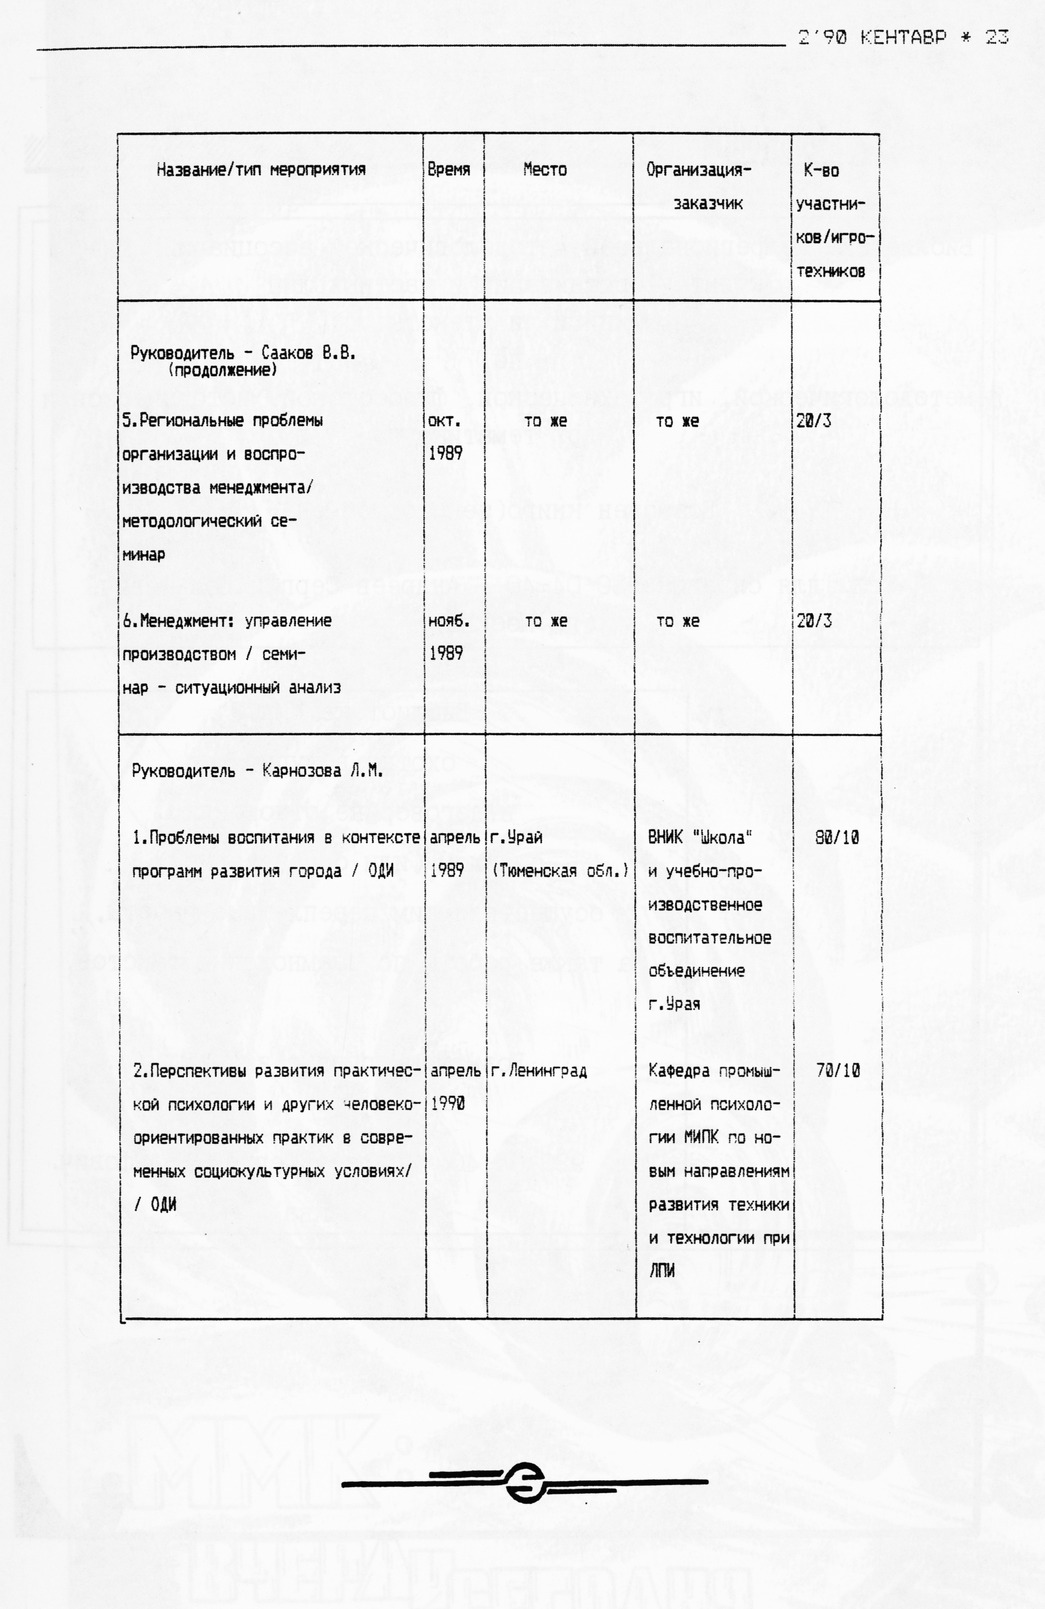 2'90 КЕНТАВР * 23
Название/тип мероприятия Время Место Организация- К-во
заказчик участни-
ков/игро-
техников
Руководитель - Сааков В.В.
(продолжение)
5.Региональные проблемы окт. то же то же 20/3
организации и воспро- 1989
изводства менеджмента/
методологический се-
минар
6.Менеджмент: управление нояб. то же то же 20/3
производством / семи- 1989
нар - ситуационный анализ
Руководитель - Карнозова Л.М.
1.Проблемы воспитания в контексте апрель г.Урай ВНИК "Школа" 80/10
программ развития города / ОДИ 1989 (Тюменская обл.) и учебно-про-
изводственное
воспитательное
объединение
г.Урая
2.Перспективы развития практичес- апрель г.Ленинград Кафедра промыш- 70/10
кой психологии и других человеко- 1990 ленной психоло-
ориентированных практик в совре- гии МИПК по но-
менных социокультурных условиях/ вым направлениям
/ ОДИ развития техники
и технологии при
ЛПИ